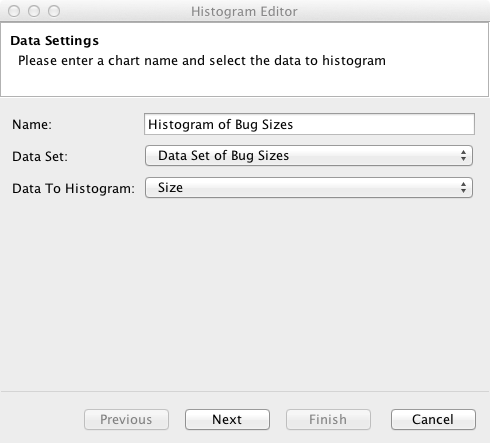 Histogram Editor
Data Settings
Please enter a chart name and select the data to histogram
Name: Histogram of Bug Sizes
Data Set: Data Set of Bug Sizes
Data To Histogram: Size
Previous Next Finish Cancel